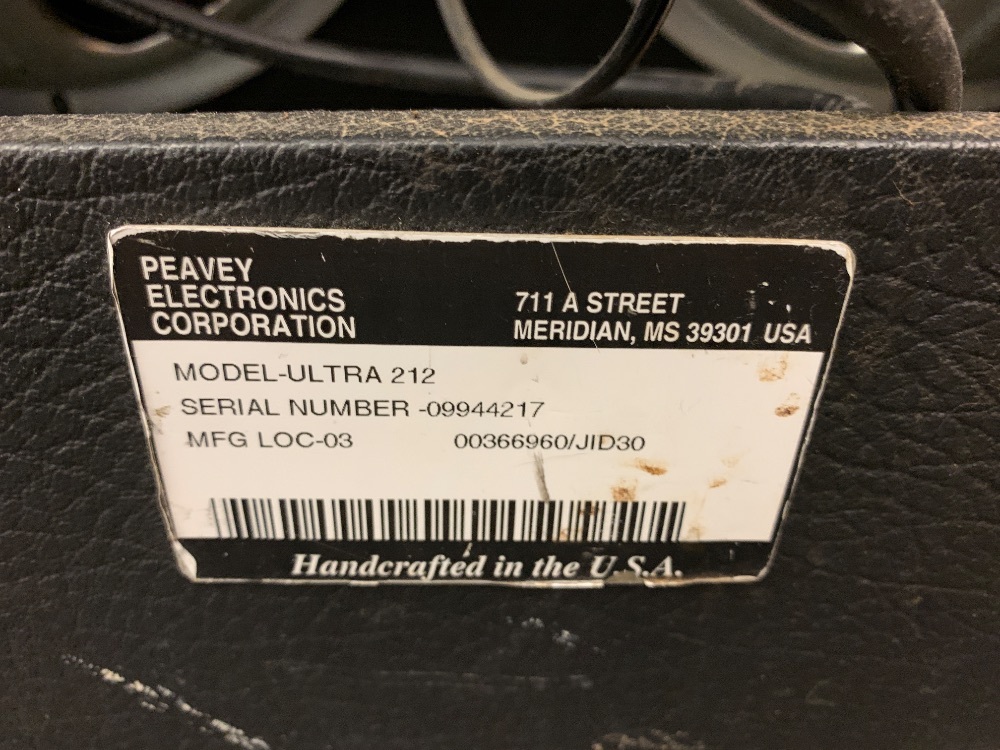 PEAVEY
ELECTRONICS
CORPORATION
711 A STREET
MERIDIAN, MS 39301 USA
MODEL-ULTRA 212
SERIAL NUMBER -09944217
MFG LOC-03 00366960/JID30
Handcrafted in the U.S.A.